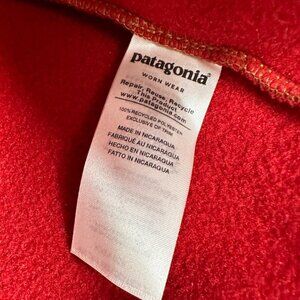 patagonia®
WORN WEAR
Repair, Reuse, Recycle
This Product
www.patagonia.com
100% RECYCLED POLYESTER
EXCLUSIVE OF TRIM
MADE IN NICARAGUA
FABRIQUÉ AU NICARAGUA
HECHO EN NICARAGUA
FATTO IN NICARAGUA